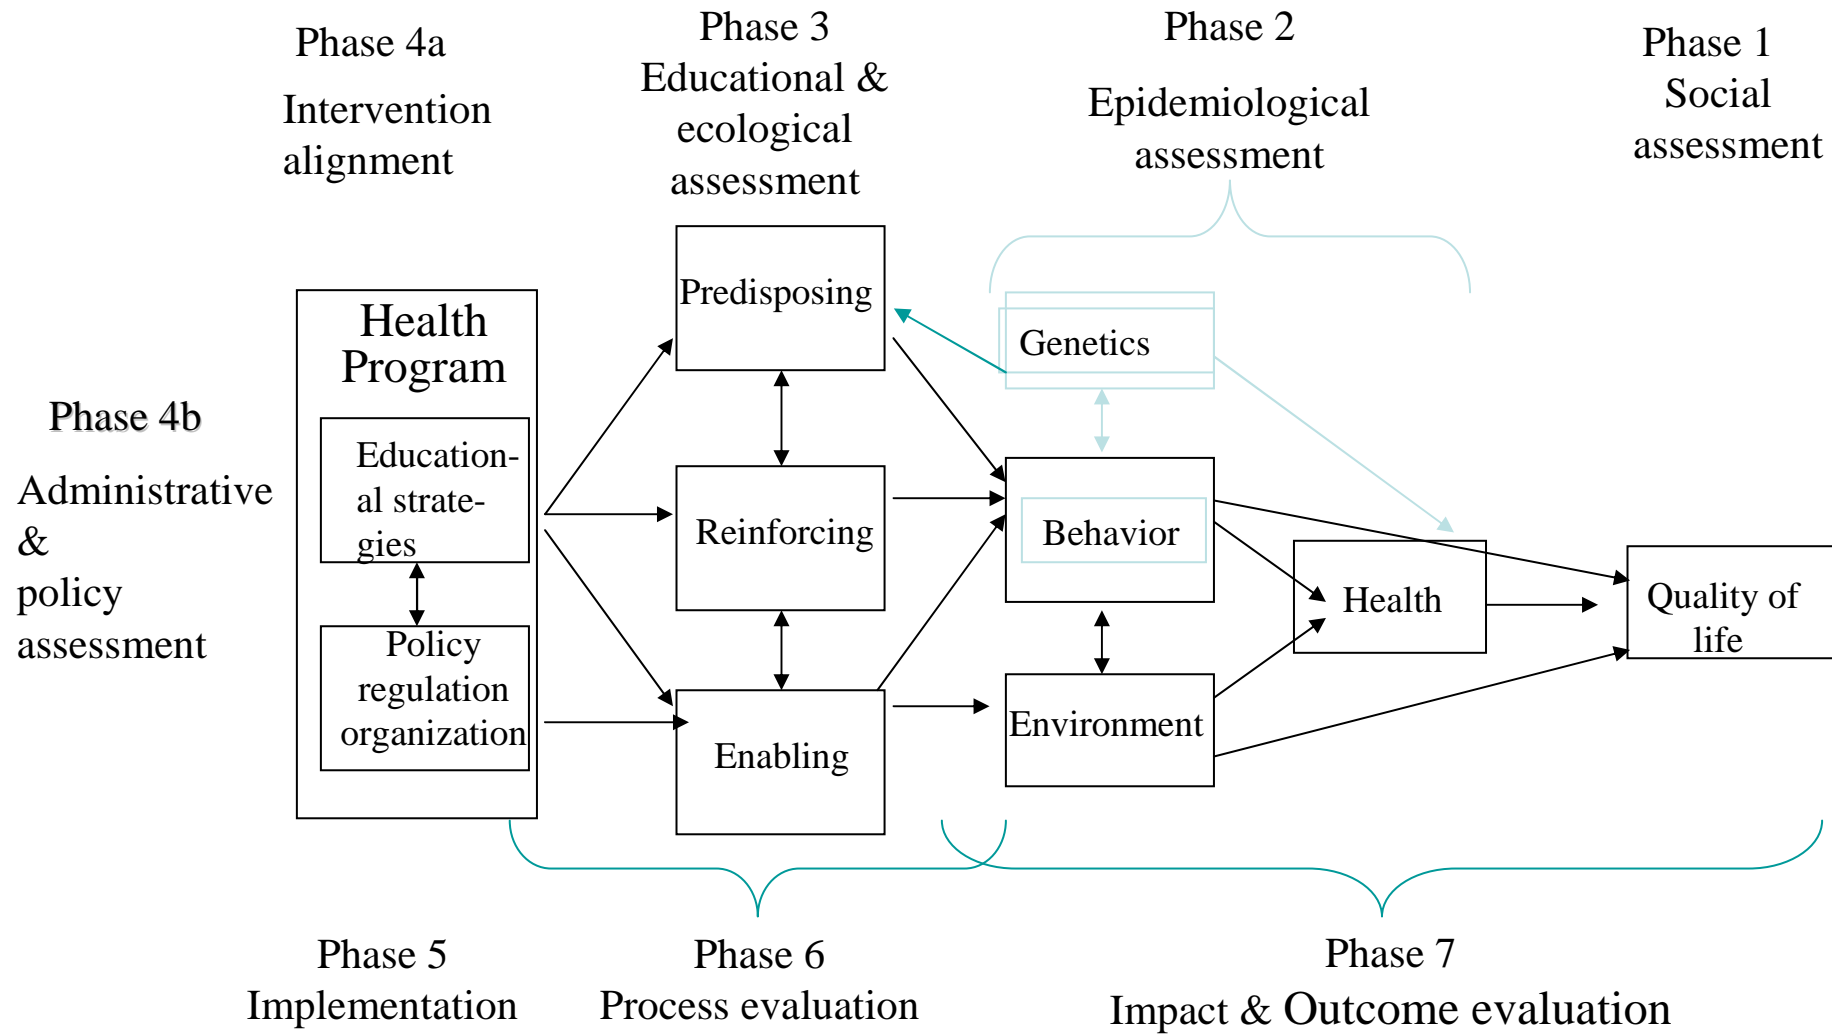 Phase 4a
Intervention
alignment
Phase 3
Educational &
ecological
assessment
Phase 2
Epidemiological
assessment
Phase 1
Social
assessment
Phase 4b
Administrative
&
policy
assessment
Health
Program
Education-
al strate-
gies
Policy
regulation
organization
Predisposing
Reinforcing
Enabling
Genetics
Behavior
Environment
Health
Quality of
life
Phase 5
Implementation
Phase 6
Process evaluation
Phase 7
Impact & Outcome evaluation